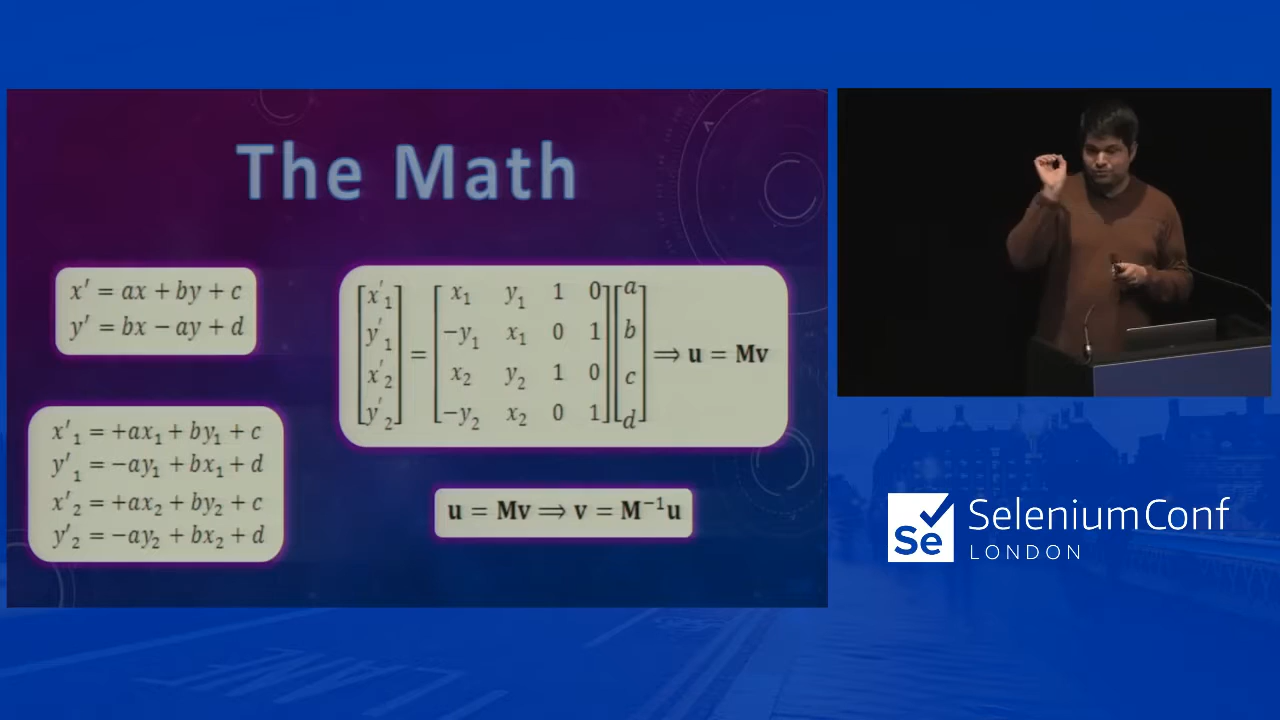 The Math
x' = ax + by + c
y' = bx − ay + d
x'₁ = +ax₁ + by₁ + c
y'₁ = −ay₁ + bx₁ + d
x'₂ = +ax₂ + by₂ + c
y'₂ = −ay₂ + bx₂ + d
[x'₁] = [x₁ y₁ 1 0] [a]
[y'₁] [−y₁ x₁ 0 1] [b]
[x'₂] [x₂ y₂ 1 0] [c]
[y'₂] [−y₂ x₂ 0 1] [d]
⟹ u = Mv
u = Mv ⟹ v = M⁻¹u
Se
SeleniumConf
LONDON